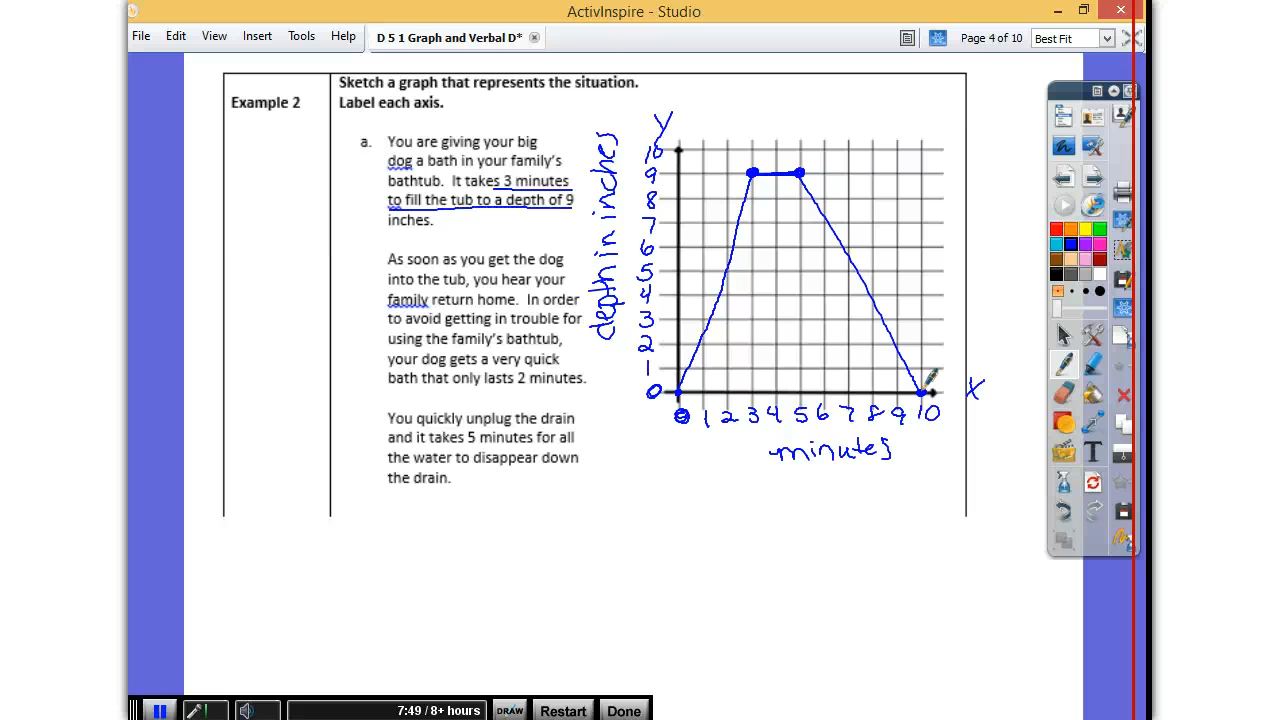 ActivInspire - Studio
File Edit View Insert Tools Help
D 5 1 Graph and Verbal D*
Page 4 of 10
Best Fit
Example 2
Sketch a graph that represents the situation.
Label each axis.
a. You are giving your big
dog a bath in your family's
bathtub. It takes 3 minutes
to fill the tub to a depth of 9
inches.
As soon as you get the dog
into the tub, you hear your
family return home. In order
to avoid getting in trouble for
using the family's bathtub,
your dog gets a very quick
bath that only lasts 2 minutes.
You quickly unplug the drain
and it takes 5 minutes for all
the water to disappear down
the drain.
depth in inches
y
10
9
8
7
6
5
4
3
2
1
0
x
0 1 2 3 4 5 6 7 8 9 10
minutes
T
7:49 / 8+ hours
DRAW
Restart
Done